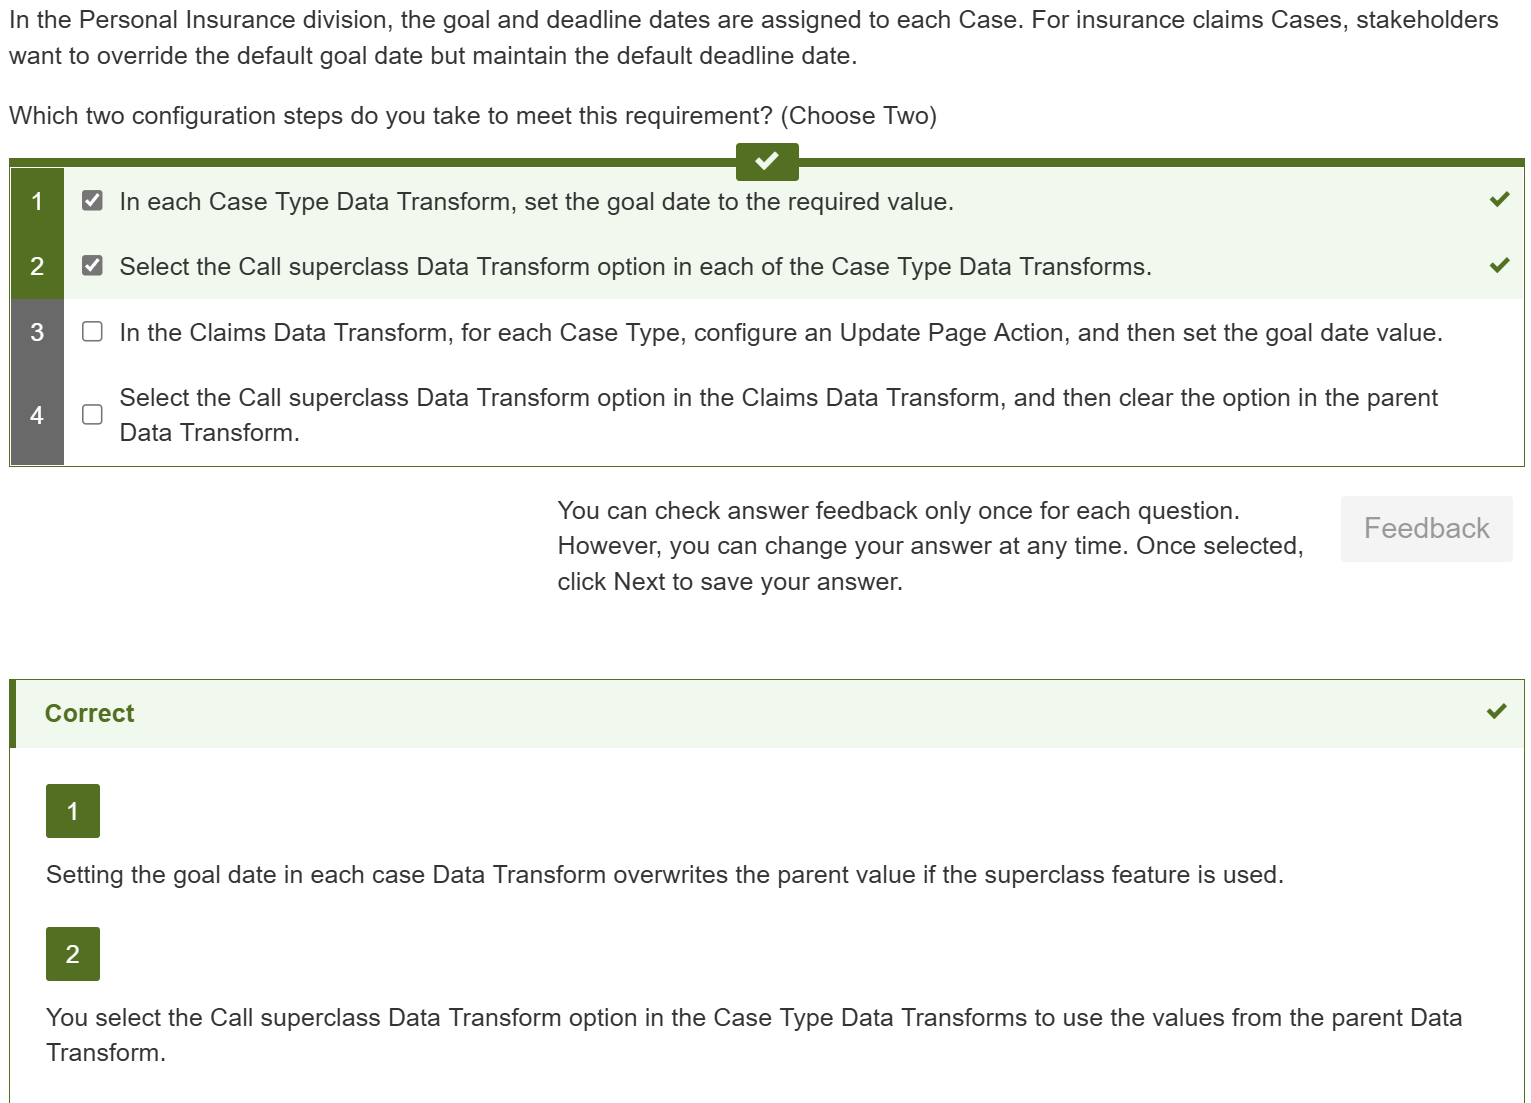 In the Personal Insurance division, the goal and deadline dates are assigned to each Case. For insurance claims Cases, stakeholders
want to override the default goal date but maintain the default deadline date.
Which two configuration steps do you take to meet this requirement? (Choose Two)
1 In each Case Type Data Transform, set the goal date to the required value.
2 Select the Call superclass Data Transform option in each of the Case Type Data Transforms.
3 In the Claims Data Transform, for each Case Type, configure an Update Page Action, and then set the goal date value.
4 Select the Call superclass Data Transform option in the Claims Data Transform, and then clear the option in the parent
Data Transform.
You can check answer feedback only once for each question.
However, you can change your answer at any time. Once selected,
click Next to save your answer.
Feedback
Correct
1
Setting the goal date in each case Data Transform overwrites the parent value if the superclass feature is used.
2
You select the Call superclass Data Transform option in the Case Type Data Transforms to use the values from the parent Data
Transform.